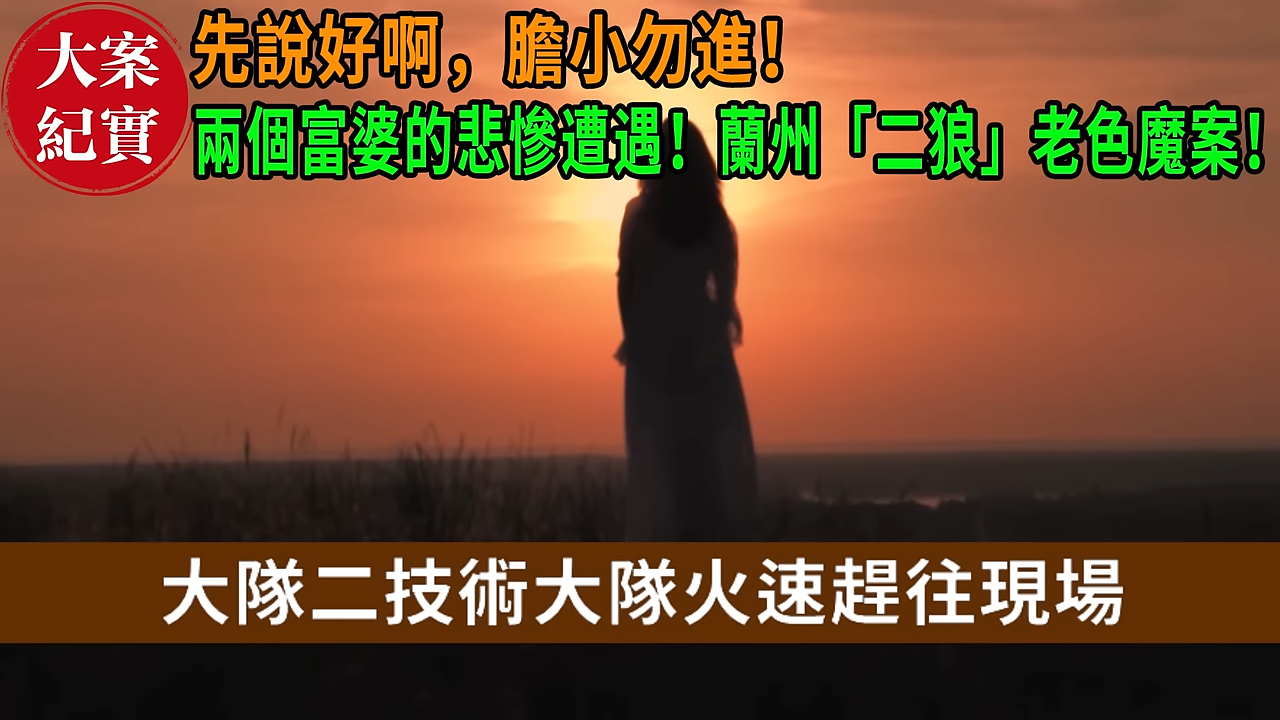 大案
紀實
先說好啊，膽小勿進！
兩個富婆的悲慘遭遇！蘭州「二狼」老色魔案！
大隊二技術大隊火速趕往現場